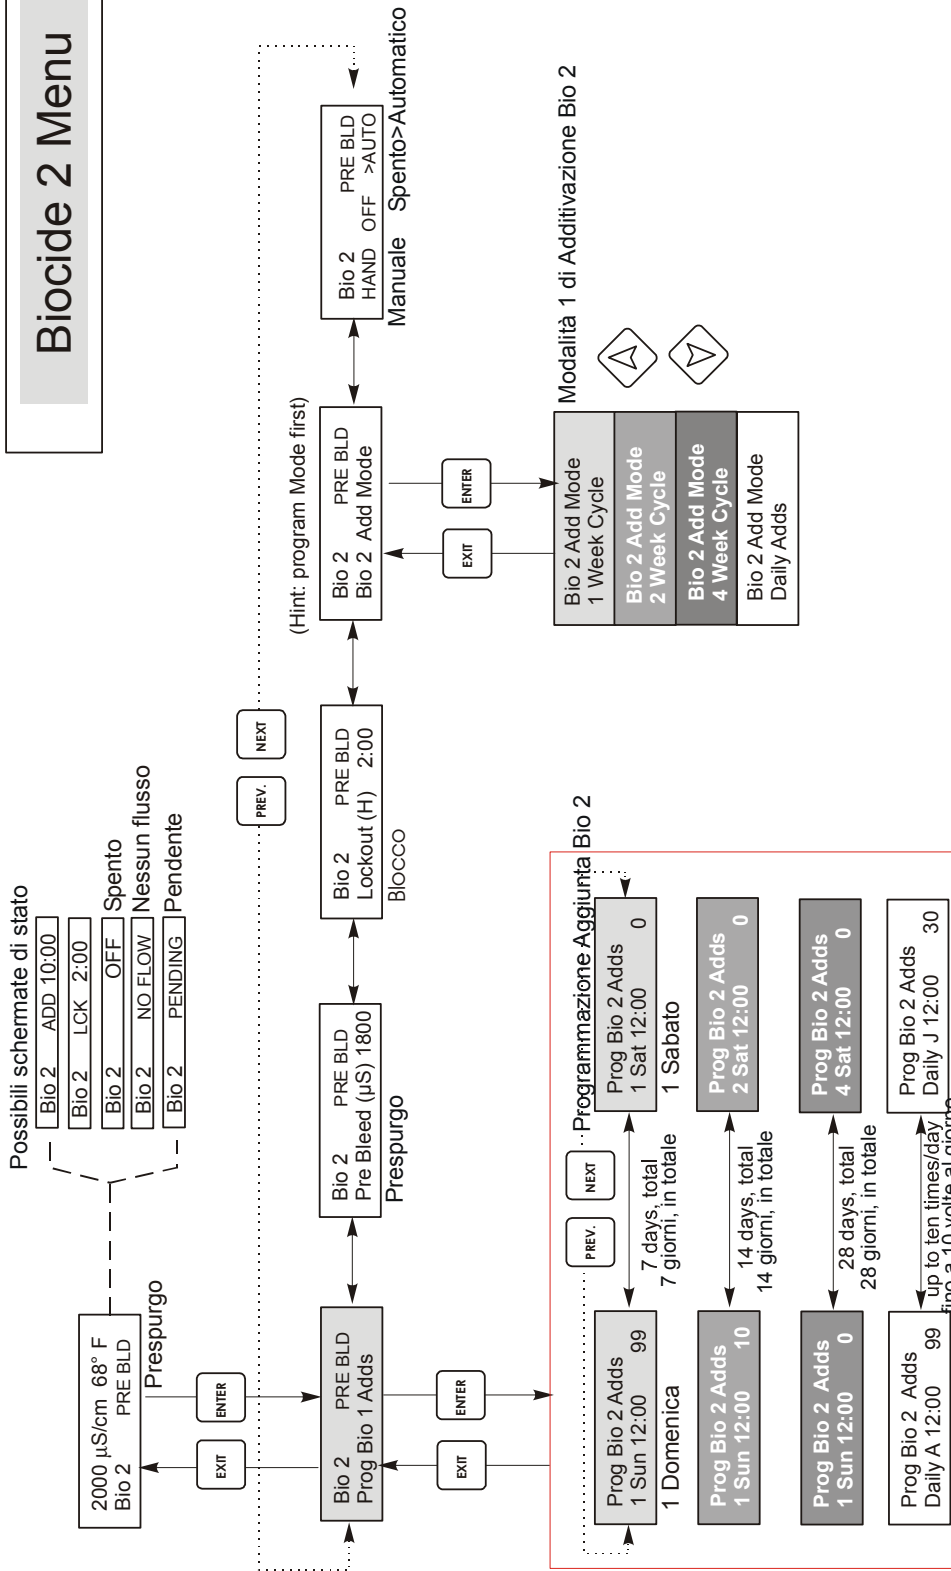 Biocide 2 Menu
Possibili schermate di stato
2000 µS/cm 68° F
Bio 2 PRE BLD
Prespurgo
Bio 2 ADD 10:00
Bio 2 LCK 2:00
Bio 2 OFF
Spento
Bio 2 NO FLOW
Nessun flusso
Bio 2 PENDING
Pendente
EXIT
ENTER
PREV.
NEXT
(Hint: program Mode first)
Bio 2 PRE BLD
Prog Bio 1 Adds
Bio 2 PRE BLD
Pre Bleed (µS) 1800
Prespurgo
Bio 2 PRE BLD
Lockout (H) 2:00
Blocco
Bio 2 PRE BLD
Bio 2 Add Mode
Bio 2 PRE BLD
HAND OFF >AUTO
Manuale Spento>Automatico
EXIT
ENTER
EXIT
ENTER
Modalità 1 di Additivazione Bio 2
Bio 2 Add Mode
1 Week Cycle
Bio 2 Add Mode
2 Week Cycle
Bio 2 Add Mode
4 Week Cycle
Bio 2 Add Mode
Daily Adds
Programmazione Aggiunta Bio 2
PREV.
NEXT
Prog Bio 2 Adds
1 Sun 12:00 99
1 Domenica
7 days, total
7 giorni, in totale
Prog Bio 2 Adds
1 Sat 12:00 0
1 Sabato
Prog Bio 2 Adds
1 Sun 12:00 10
14 days, total
14 giorni, in totale
Prog Bio 2 Adds
2 Sat 12:00 0
Prog Bio 2 Adds
1 Sun 12:00 0
28 days, total
28 giorni, in totale
Prog Bio 2 Adds
4 Sat 12:00 0
Prog Bio 2 Adds
Daily A 12:00 99
up to ten times/day
fino a 10 volte al giorno
Prog Bio 2 Adds
Daily J 12:00 30